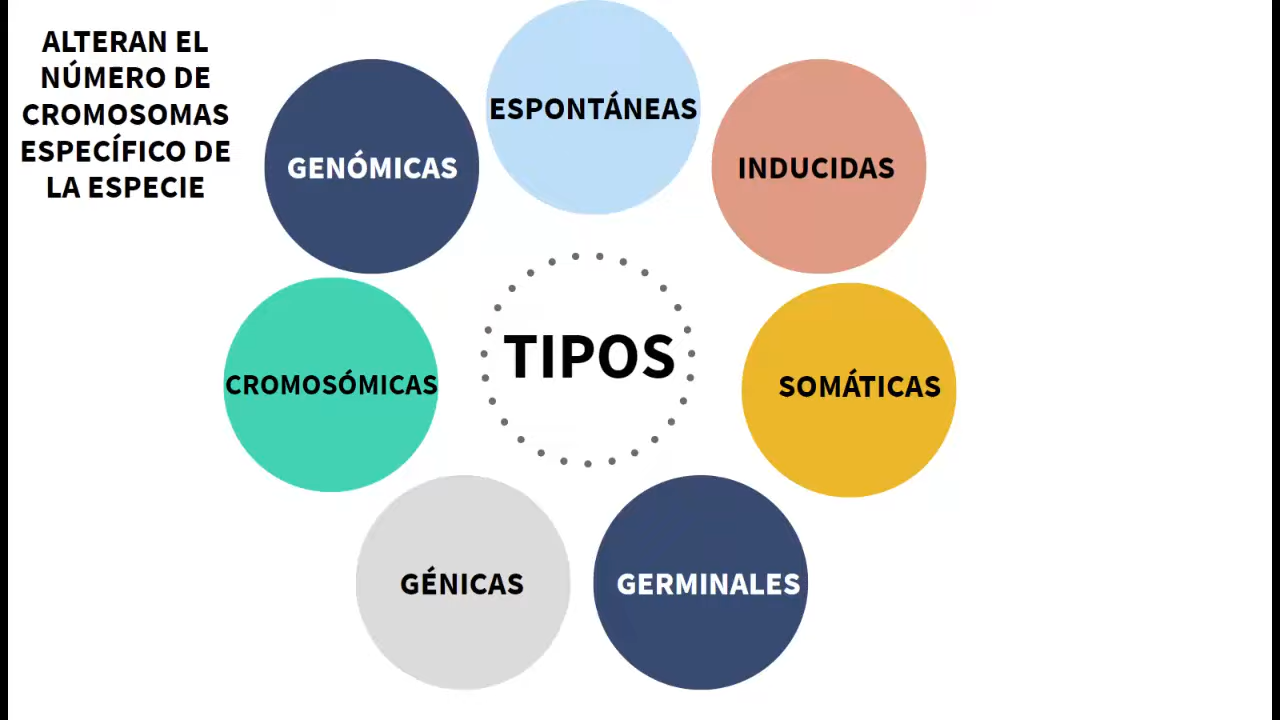 ALTERAN EL
NÚMERO DE
CROMOSOMAS
ESPECÍFICO DE
LA ESPECIE
GENÓMICAS
ESPONTÁNEAS
INDUCIDAS
TIPOS
CROMOSÓMICAS
SOMÁTICAS
GÉNICAS
GERMINALES